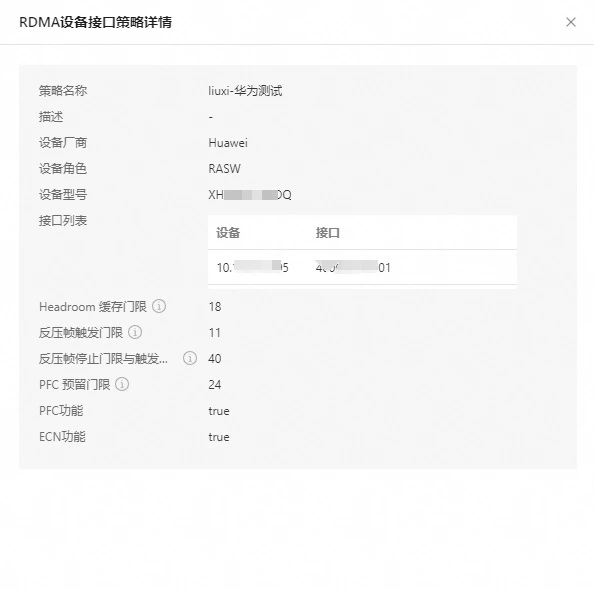 RDMA设备接口策略详情
策略名称 liuxi-华为测试
描述 -
设备厂商 Huawei
设备角色 RASW
设备型号
接口列表
设备 接口
Headroom 缓存门限 18
反压帧触发门限 11
反压帧停止门限与触发... 40
PFC 预留门限 24
PFC功能 true
ECN功能 true